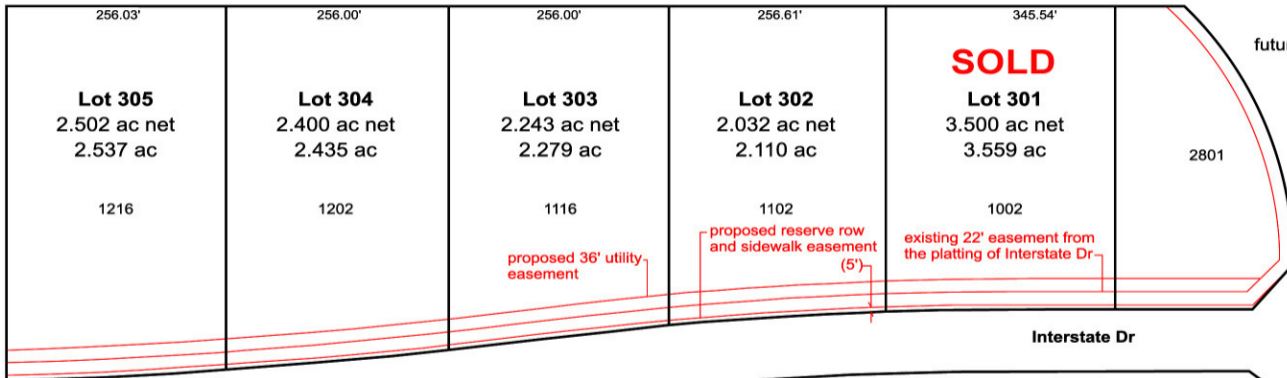 256.03'
256.00'
256.00'
256.61'
345.54'
futur
SOLD
Lot 305
2.502 ac net
2.537 ac
1216
Lot 304
2.400 ac net
2.435 ac
1202
Lot 303
2.243 ac net
2.279 ac
1116
Lot 302
2.032 ac net
2.110 ac
1102
Lot 301
3.500 ac net
3.559 ac
1002
2801
proposed 36' utility
easement
proposed reserve row
and sidewalk easement
(5')
existing 22' easement from
the platting of Interstate Dr
Interstate Dr